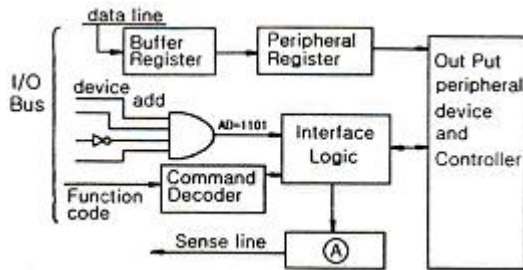 data line
Buffer
Register
Peripheral
Register
I/O
Bus
device
add
AD=1101
Interface
Logic
Out Put
peripheral
device
and
Controller
Command
Decoder
Function
code
Sense line
A